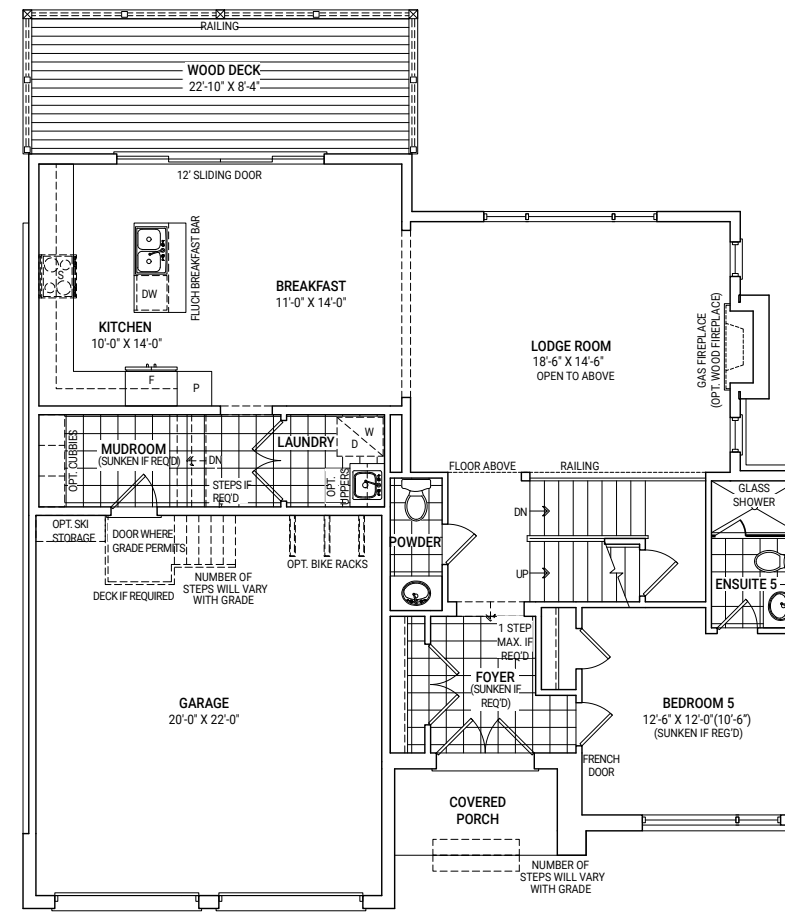 RAILING
WOOD DECK
22'-10" X 8'-4"
12' SLIDING DOOR
FLUCH BREAKFAST BAR
S
DW
BREAKFAST
11'-0" X 14'-0"
KITCHEN
10'-0" X 14'-0"
F
P
LODGE ROOM
18'-6" X 14'-6"
OPEN TO ABOVE
GAS FIREPLACE
(OPT. WOOD FIREPLACE)
OPT. CUBBIES
MUDROOM
(SUNKEN IF REQ'D)
DN
STEPS IF
REQ'D
LAUNDRY
W
D
OPT.
UPPERS
FLOOR ABOVE
RAILING
DN
UP
GLASS
SHOWER
ENSUITE 5
POWDER
OPT. SKI
STORAGE
DOOR WHERE
GRADE PERMITS
DECK IF REQUIRED
NUMBER OF
STEPS WILL VARY
WITH GRADE
OPT. BIKE RACKS
1 STEP
MAX. IF
REQ'D
FOYER
(SUNKEN IF
REQ'D)
GARAGE
20'-0" X 22'-0"
BEDROOM 5
12'-6" X 12'-0"(10'-6")
(SUNKEN IF REG'D)
FRENCH
DOOR
COVERED
PORCH
NUMBER OF
STEPS WILL VARY
WITH GRADE